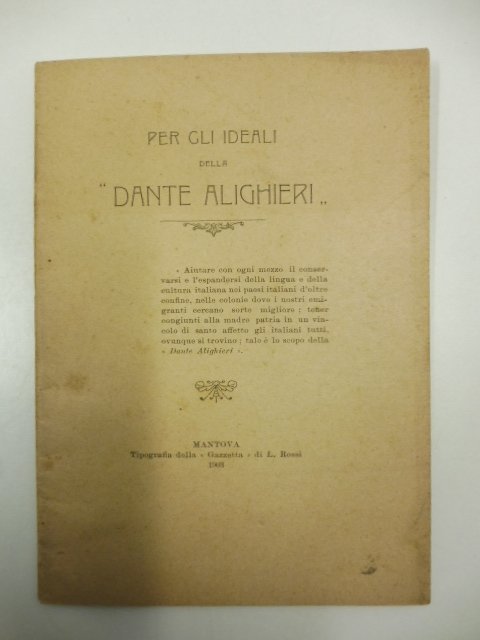 PER GLI IDEALI
DELLA
" DANTE ALIGHIERI „
« Aiutare con ogni mezzo il conser-
varsi e l'espandersi della lingua e della
cultura italiana nei paesi italiani d'oltre
confine, nelle colonie dove i nostri emi-
granti cercano sorte migliore ; tener
congiunti alla madre patria in un vin-
colo di santo affetto gli italiani tutti,
ovunque si trovino ; tale è lo scopo della
« Dante Alighieri ».
MANTOVA
Tipografia della « Gazzetta » di L. Rossi
1903